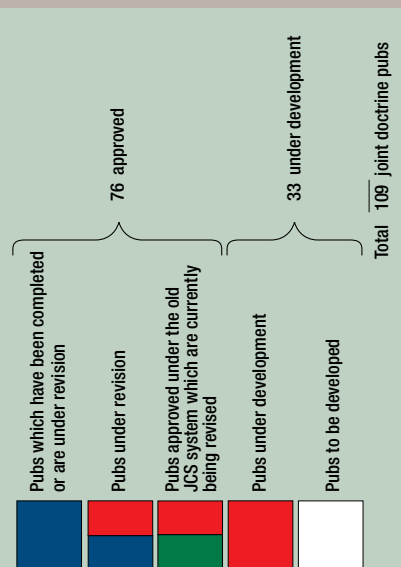 Pubs which have been completed
or are under revision
Pubs under revision
Pubs approved under the old
JCS system which are currently
being revised
76 approved
Pubs under development
Pubs to be developed
33 under development
Total 109 joint doctrine pubs